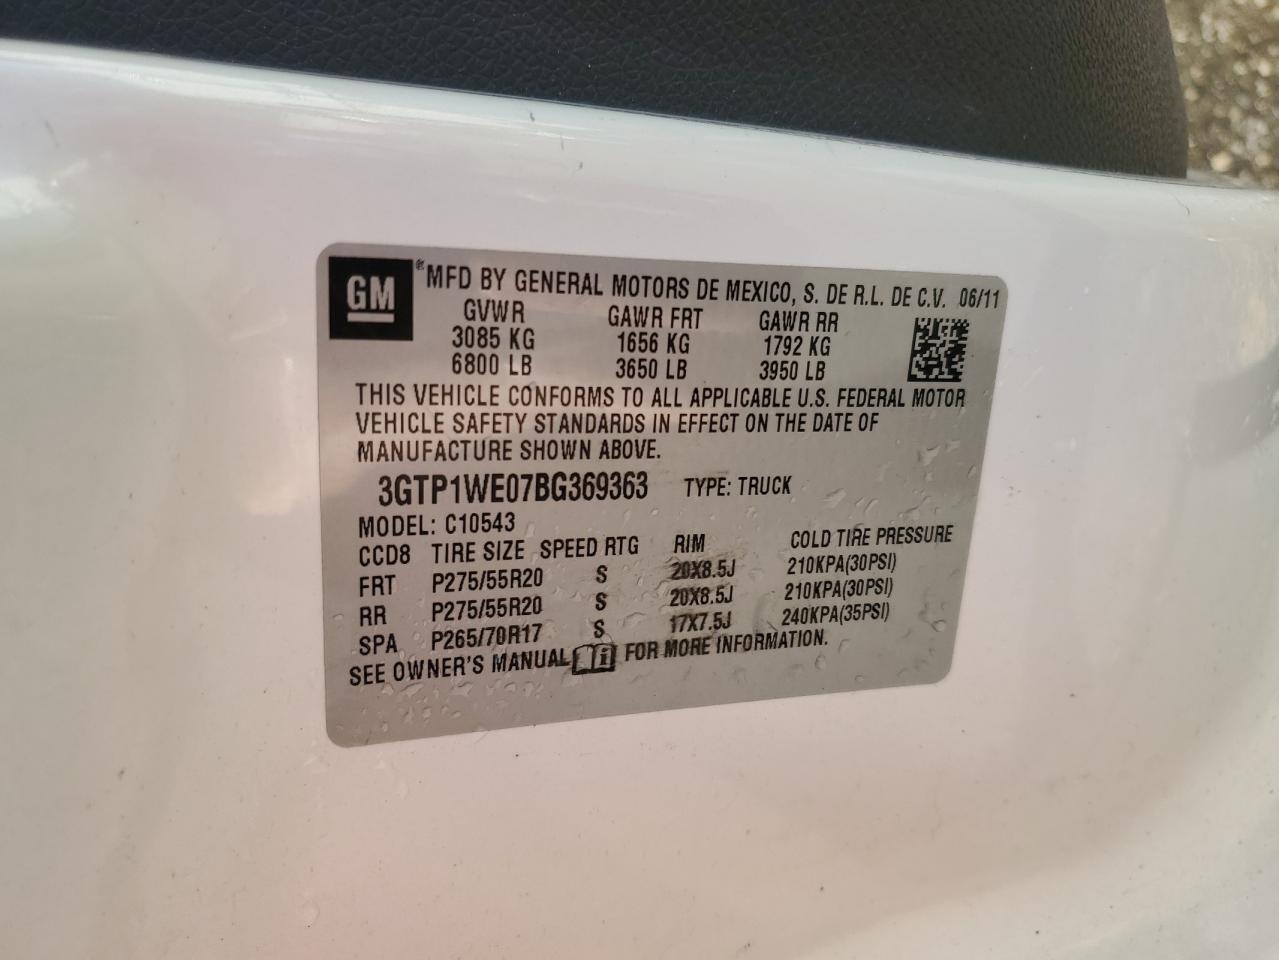 GM ® MFD BY GENERAL MOTORS DE MEXICO, S. DE R.L. DE C.V. 06/11
GVWR GAWR FRT GAWR RR
3085 KG 1656 KG 1792 KG
6800 LB 3650 LB 3950 LB
THIS VEHICLE CONFORMS TO ALL APPLICABLE U.S. FEDERAL MOTOR
VEHICLE SAFETY STANDARDS IN EFFECT ON THE DATE OF
MANUFACTURE SHOWN ABOVE.
3GTP1WE07BG369363 TYPE: TRUCK
MODEL: C10543
CCD8 TIRE SIZE SPEED RTG RIM COLD TIRE PRESSURE
FRT P275/55R20 S 20X8.5J 210KPA(30PSI)
RR P275/55R20 S 20X8.5J 210KPA(30PSI)
SPA P265/70R17 S 17X7.5J 240KPA(35PSI)
SEE OWNER'S MANUAL i FOR MORE INFORMATION.